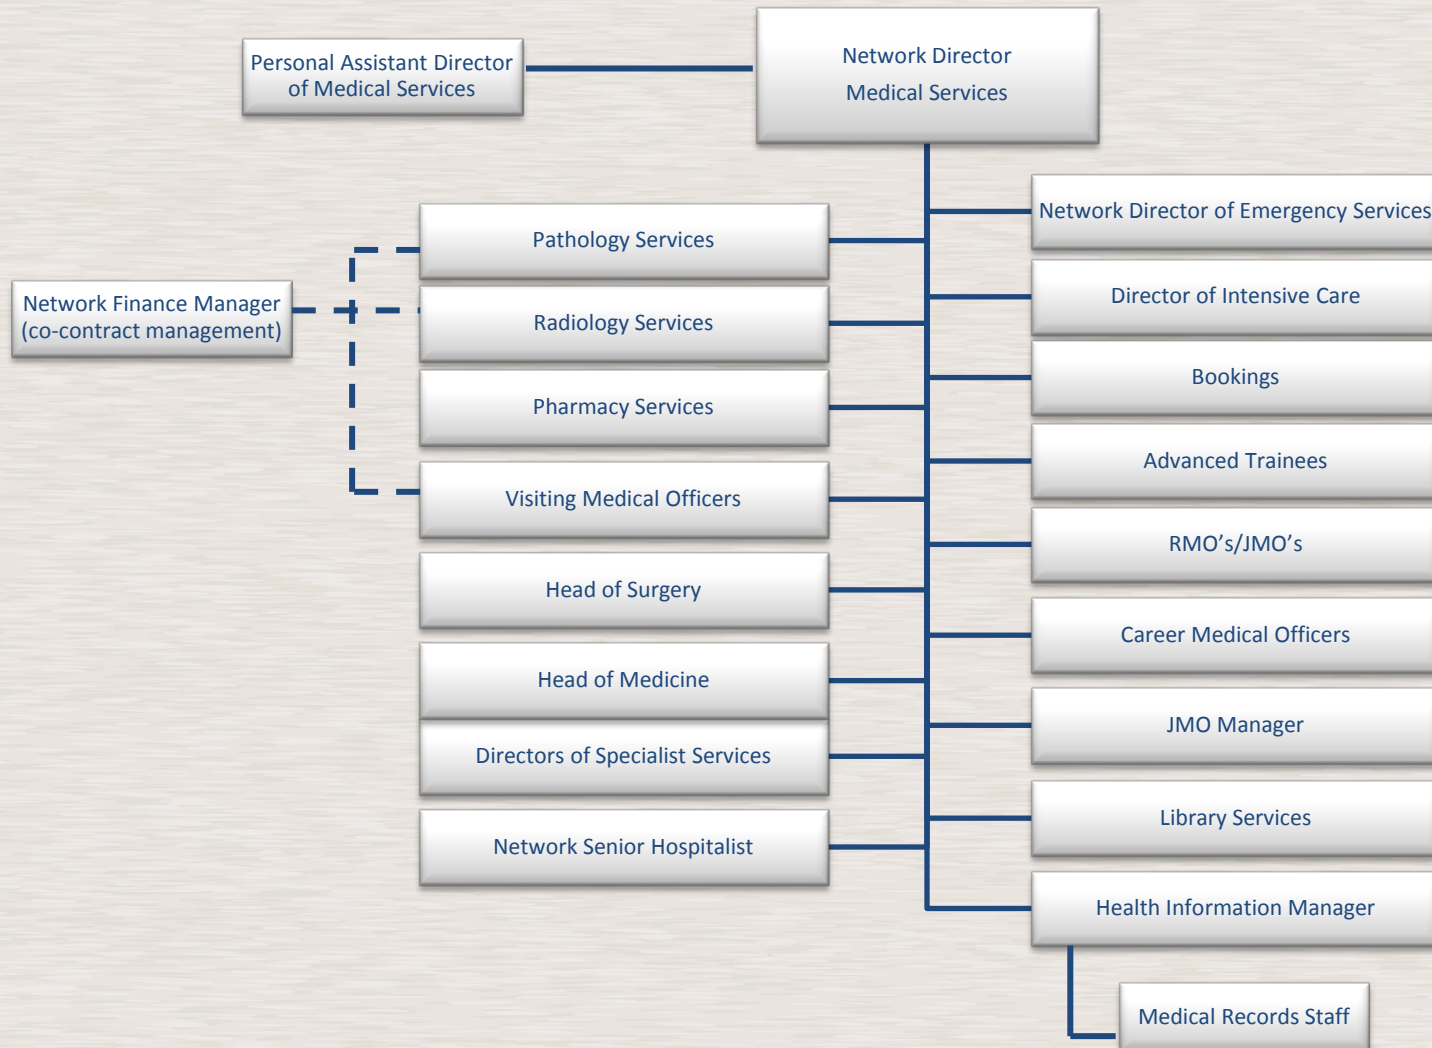 Personal Assistant Director
of Medical Services
Network Director
Medical Services
Network Finance Manager
(co-contract management)
Pathology Services
Radiology Services
Pharmacy Services
Visiting Medical Officers
Head of Surgery
Head of Medicine
Directors of Specialist Services
Network Senior Hospitalist
Network Director of Emergency Services
Director of Intensive Care
Bookings
Advanced Trainees
RMO’s/JMO’s
Career Medical Officers
JMO Manager
Library Services
Health Information Manager
Medical Records Staff